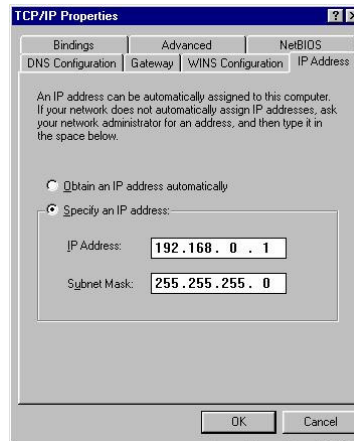 TCP/IP Properties
Bindings Advanced NetBIOS
DNS Configuration Gateway WINS Configuration IP Address
An IP address can be automatically assigned to this computer.
If your network does not automatically assign IP addresses, ask
your network administrator for an address, and then type it in
the space below.
Obtain an IP address automatically
Specify an IP address:
IP Address: 192.168. 0 . 1
Subnet Mask: 255.255.255. 0
OK Cancel